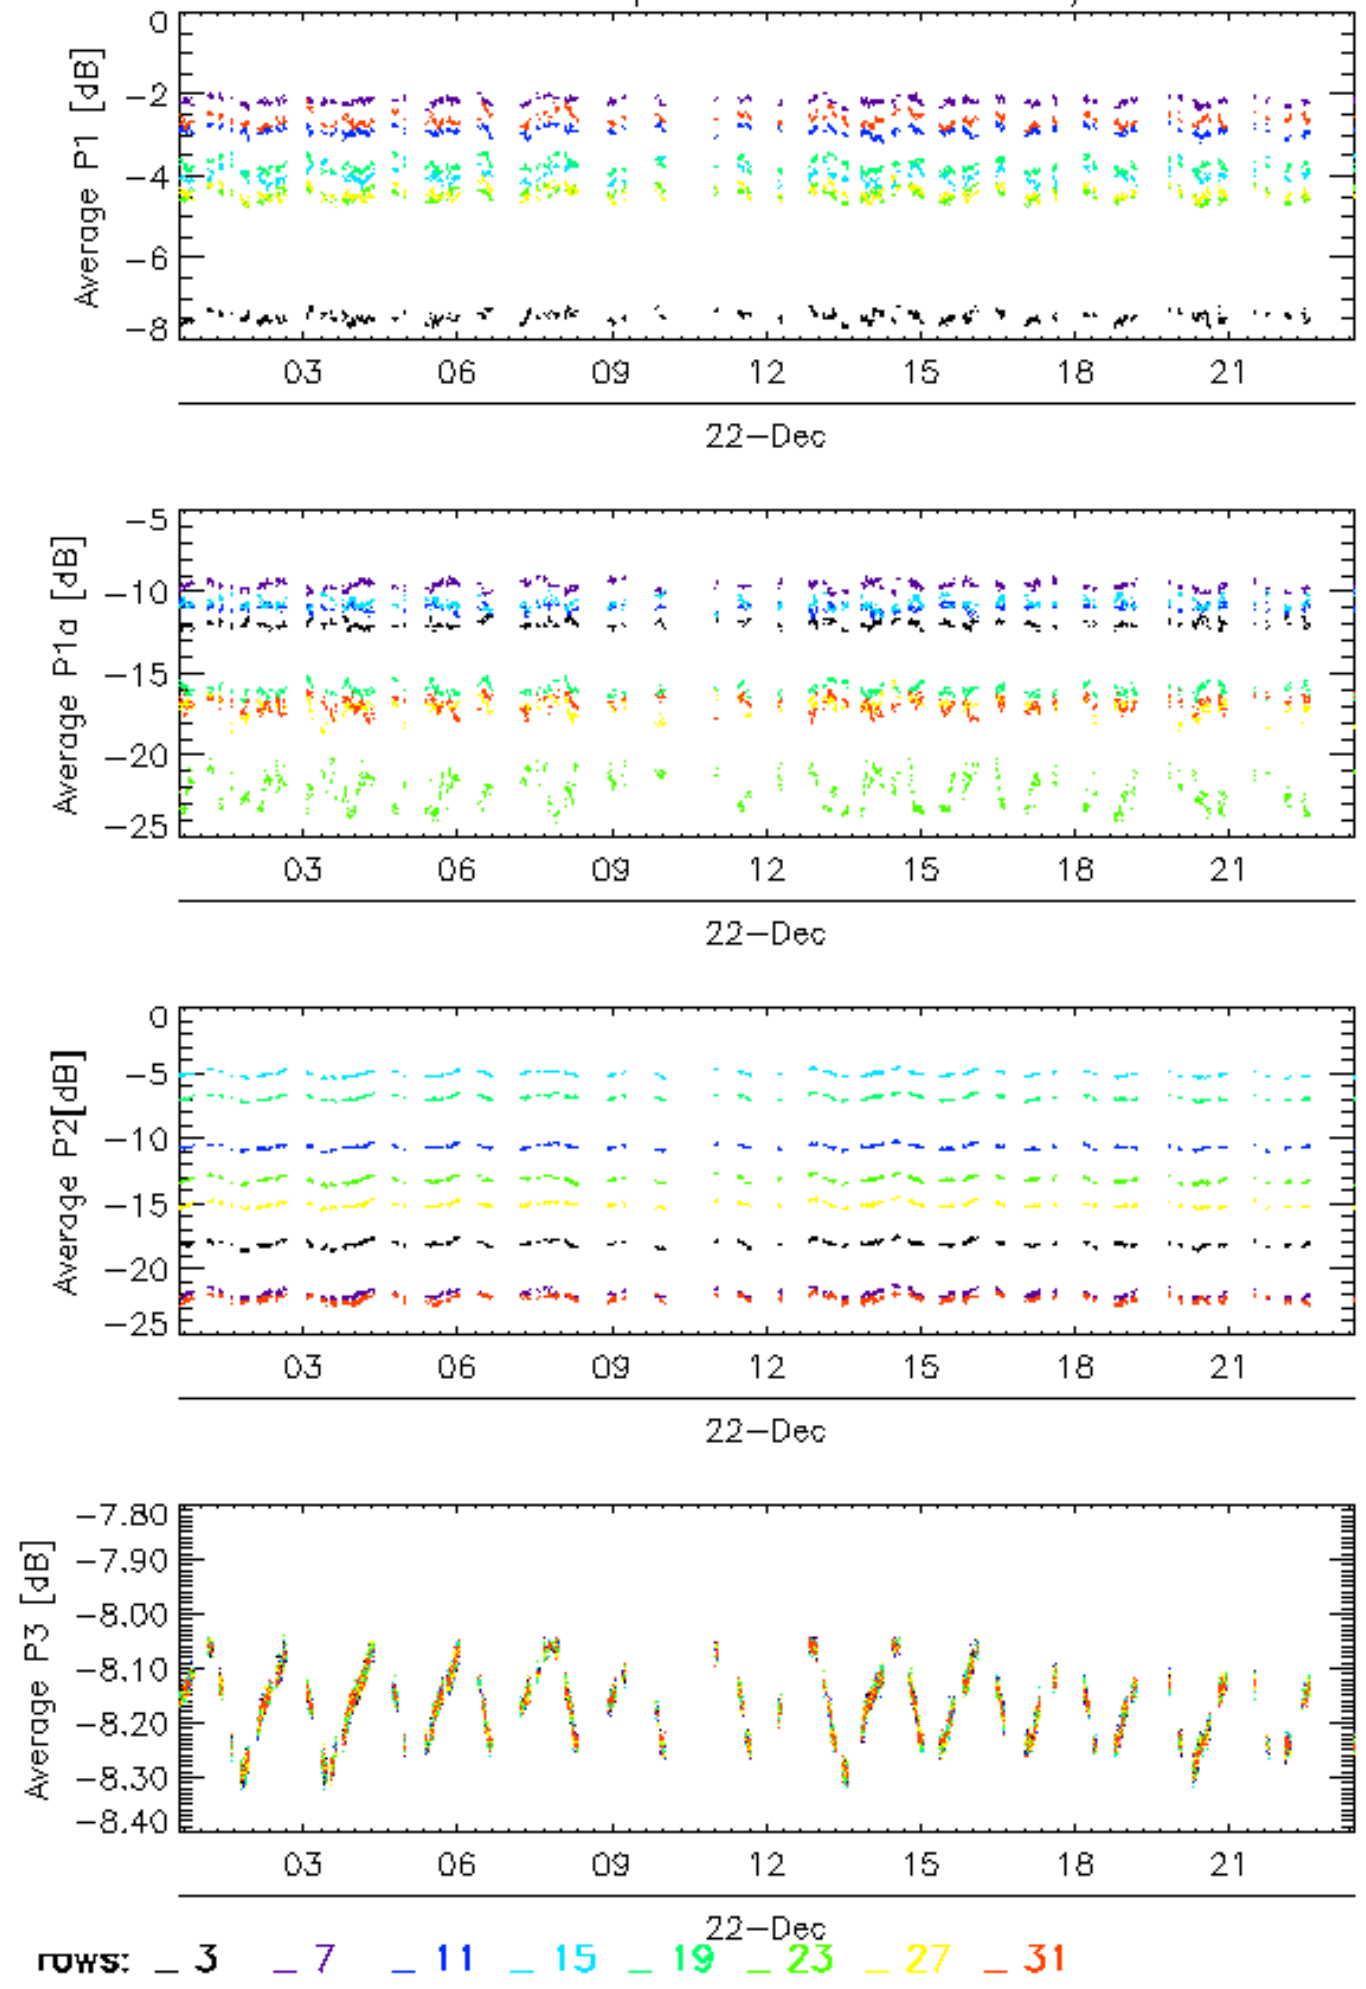 0
−2
−4
−6
−8
Average P1 [dB]
03 06 09 12 15 18 21
22−Dec
−5
−10
−15
−20
−25
Average P1a [dB]
03 06 09 12 15 18 21
22−Dec
0
−5
−10
−15
−20
−25
Average P2[dB]
03 06 09 12 15 18 21
22−Dec
−7.80
−7.90
−8.00
−8.10
−8.20
−8.30
−8.40
Average P3 [dB]
03 06 09 12 15 18 21
22−Dec
rows: _ 3 _ 7 _ 11 _ 15 _ 19 _ 23 _ 27 _ 31